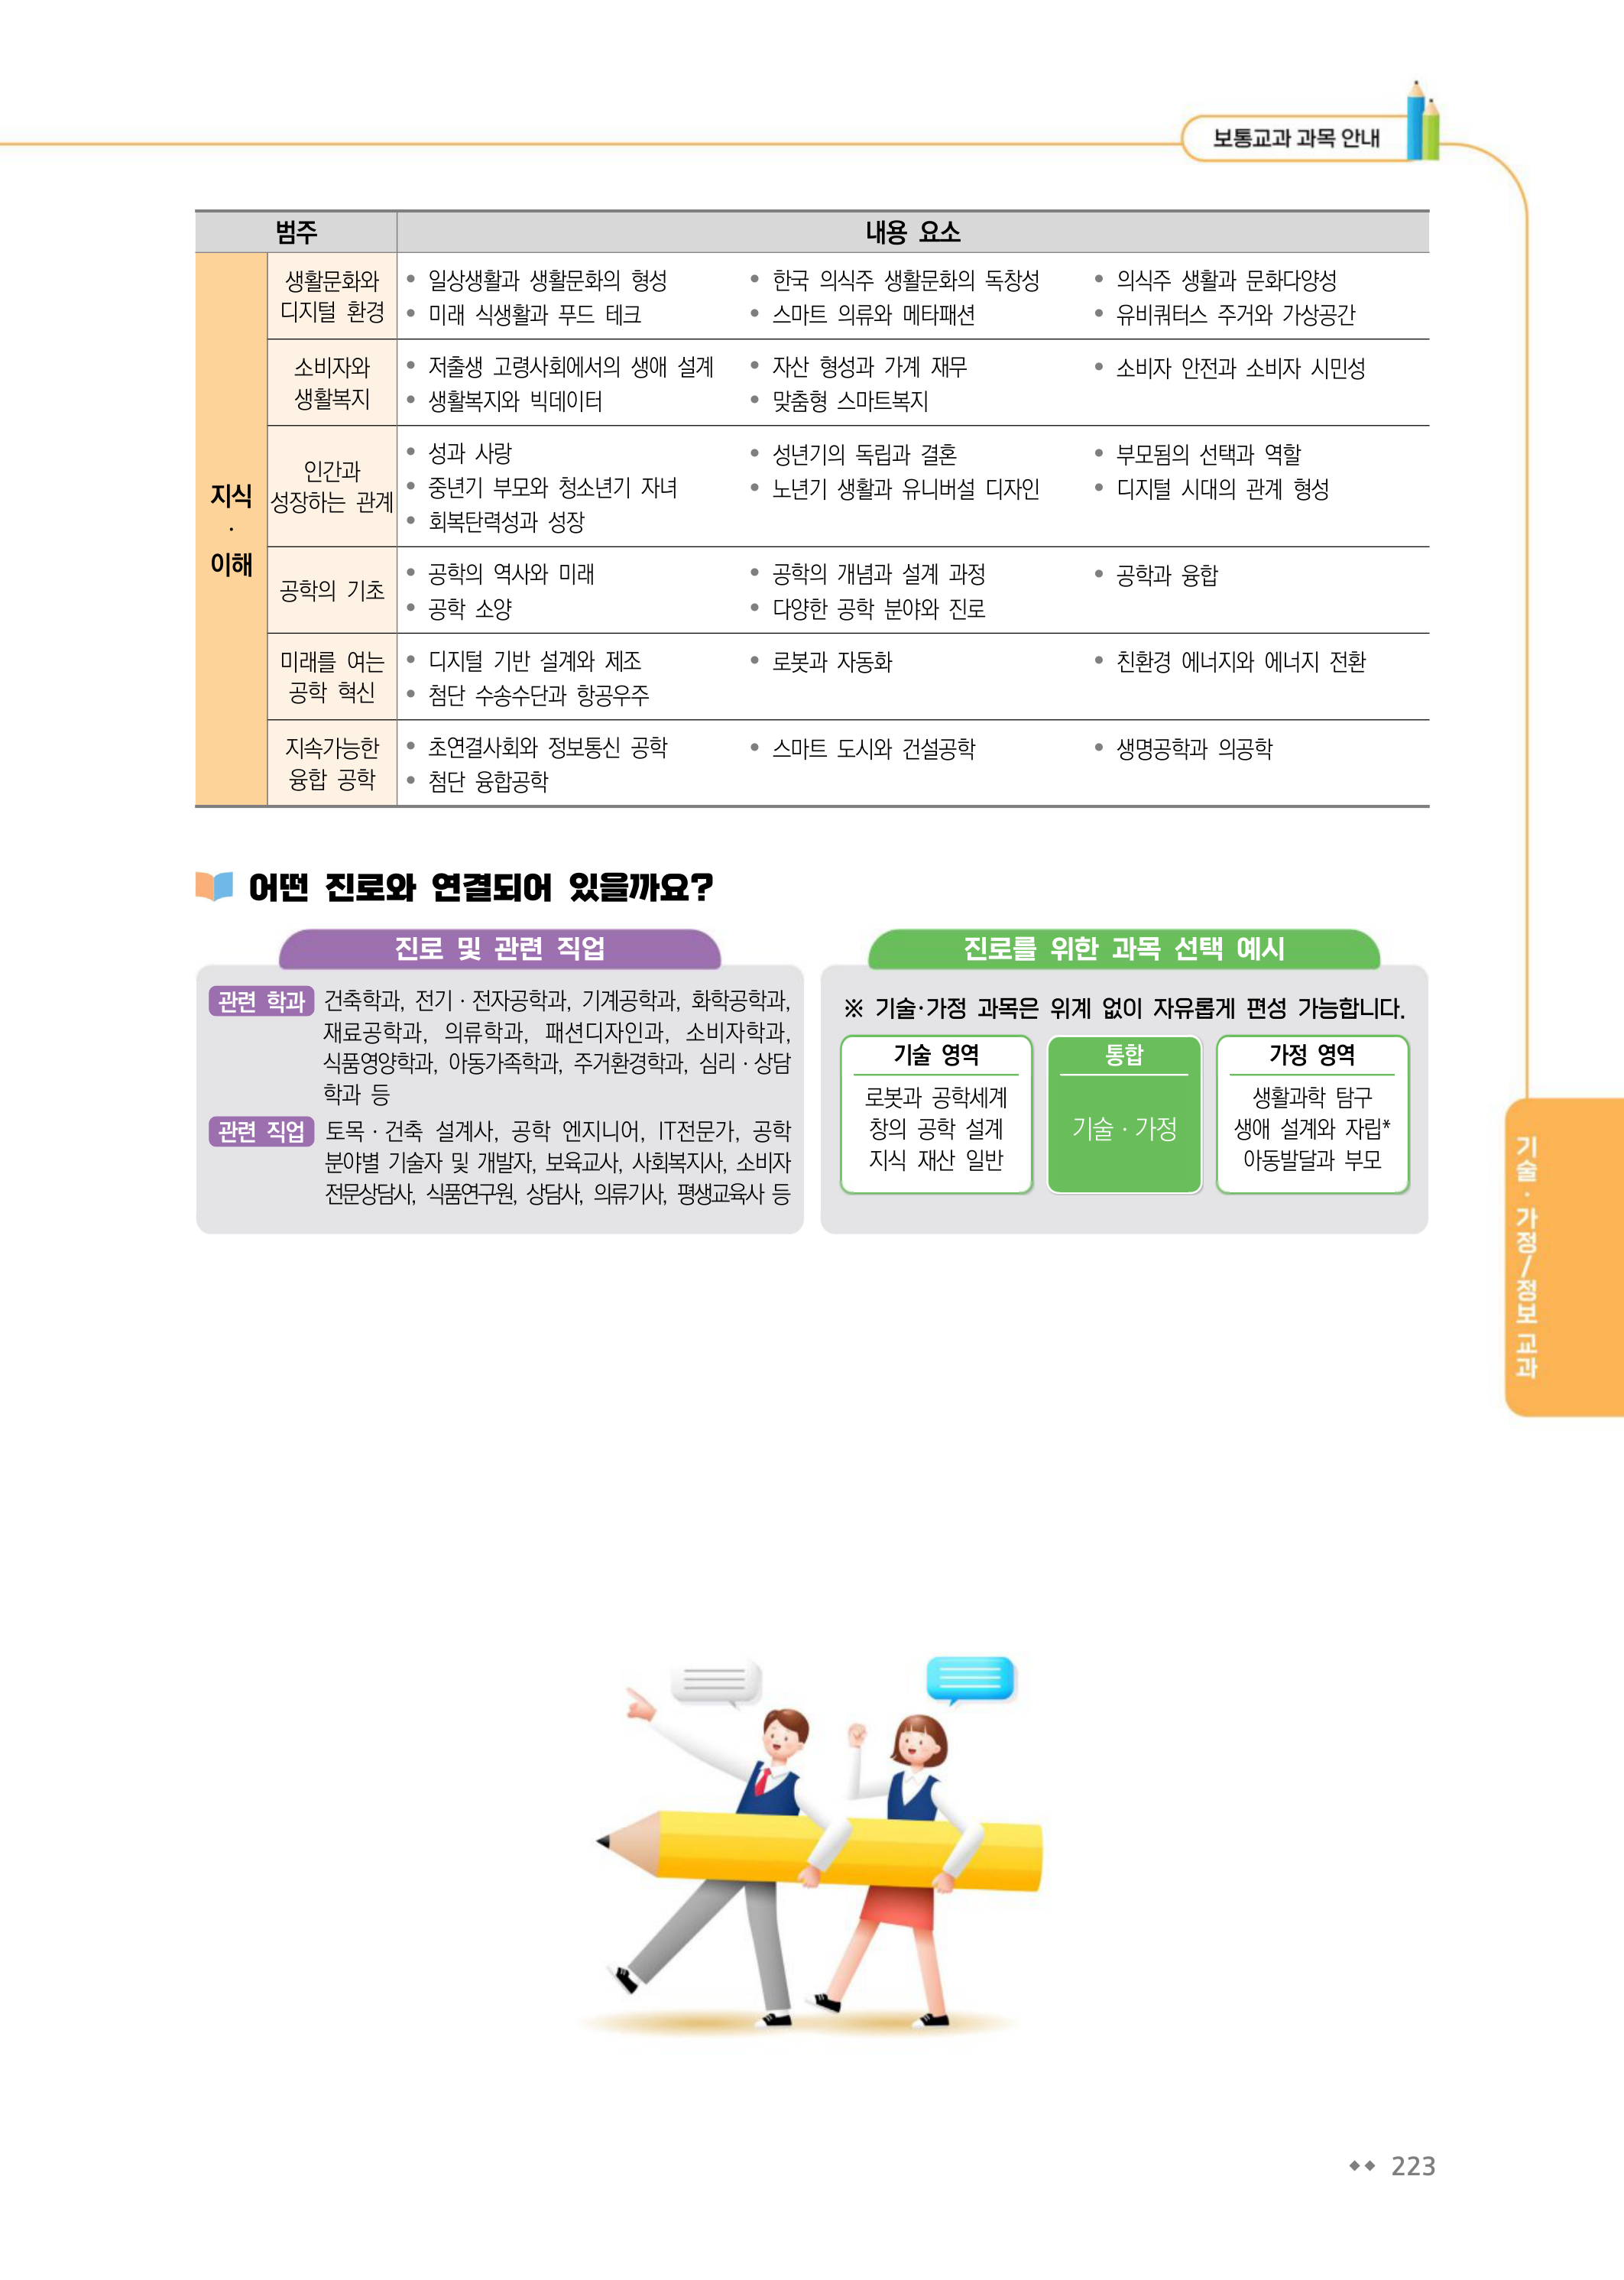 보통교과 과목 안내
범주 내용 요소
지식
·
이해
생활문화와
디지털 환경
• 일상생활과 생활문화의 형성 • 한국 의식주 생활문화의 독창성 • 의식주 생활과 문화다양성
• 미래 식생활과 푸드 테크 • 스마트 의류와 메타패션 • 유비쿼터스 주거와 가상공간
소비자와
생활복지
• 저출생 고령사회에서의 생애 설계 • 자산 형성과 가계 재무 • 소비자 안전과 소비자 시민성
• 생활복지와 빅데이터 • 맞춤형 스마트복지
인간과
성장하는 관계
• 성과 사랑 • 성년기의 독립과 결혼 • 부모됨의 선택과 역할
• 중년기 부모와 청소년기 자녀 • 노년기 생활과 유니버설 디자인 • 디지털 시대의 관계 형성
• 회복탄력성과 성장
공학의 기초
• 공학의 역사와 미래 • 공학의 개념과 설계 과정 • 공학과 융합
• 공학 소양 • 다양한 공학 분야와 진로
미래를 여는
공학 혁신
• 디지털 기반 설계와 제조 • 로봇과 자동화 • 친환경 에너지와 에너지 전환
• 첨단 수송수단과 항공우주
지속가능한
융합 공학
• 초연결사회와 정보통신 공학 • 스마트 도시와 건설공학 • 생명공학과 의공학
• 첨단 융합공학
어떤 진로와 연결되어 있을까요?
진로 및 관련 직업
관련 학과 건축학과, 전기 · 전자공학과, 기계공학과, 화학공학과,
재료공학과, 의류학과, 패션디자인과, 소비자학과,
식품영양학과, 아동가족학과, 주거환경학과, 심리 · 상담
학과 등
관련 직업 토목 · 건축 설계사, 공학 엔지니어, IT전문가, 공학
분야별 기술자 및 개발자, 보육교사, 사회복지사, 소비자
전문상담사, 식품연구원, 상담사, 의류기사, 평생교육사 등
진로를 위한 과목 선택 예시
※ 기술·가정 과목은 위계 없이 자유롭게 편성 가능합니다.
기술 영역
로봇과 공학세계
창의 공학 설계
지식 재산 일반
통합
기술 · 가정
가정 영역
생활과학 탐구
생애 설계와 자립*
아동발달과 부모
기술 · 가정/정보 교과
◆◆ 223